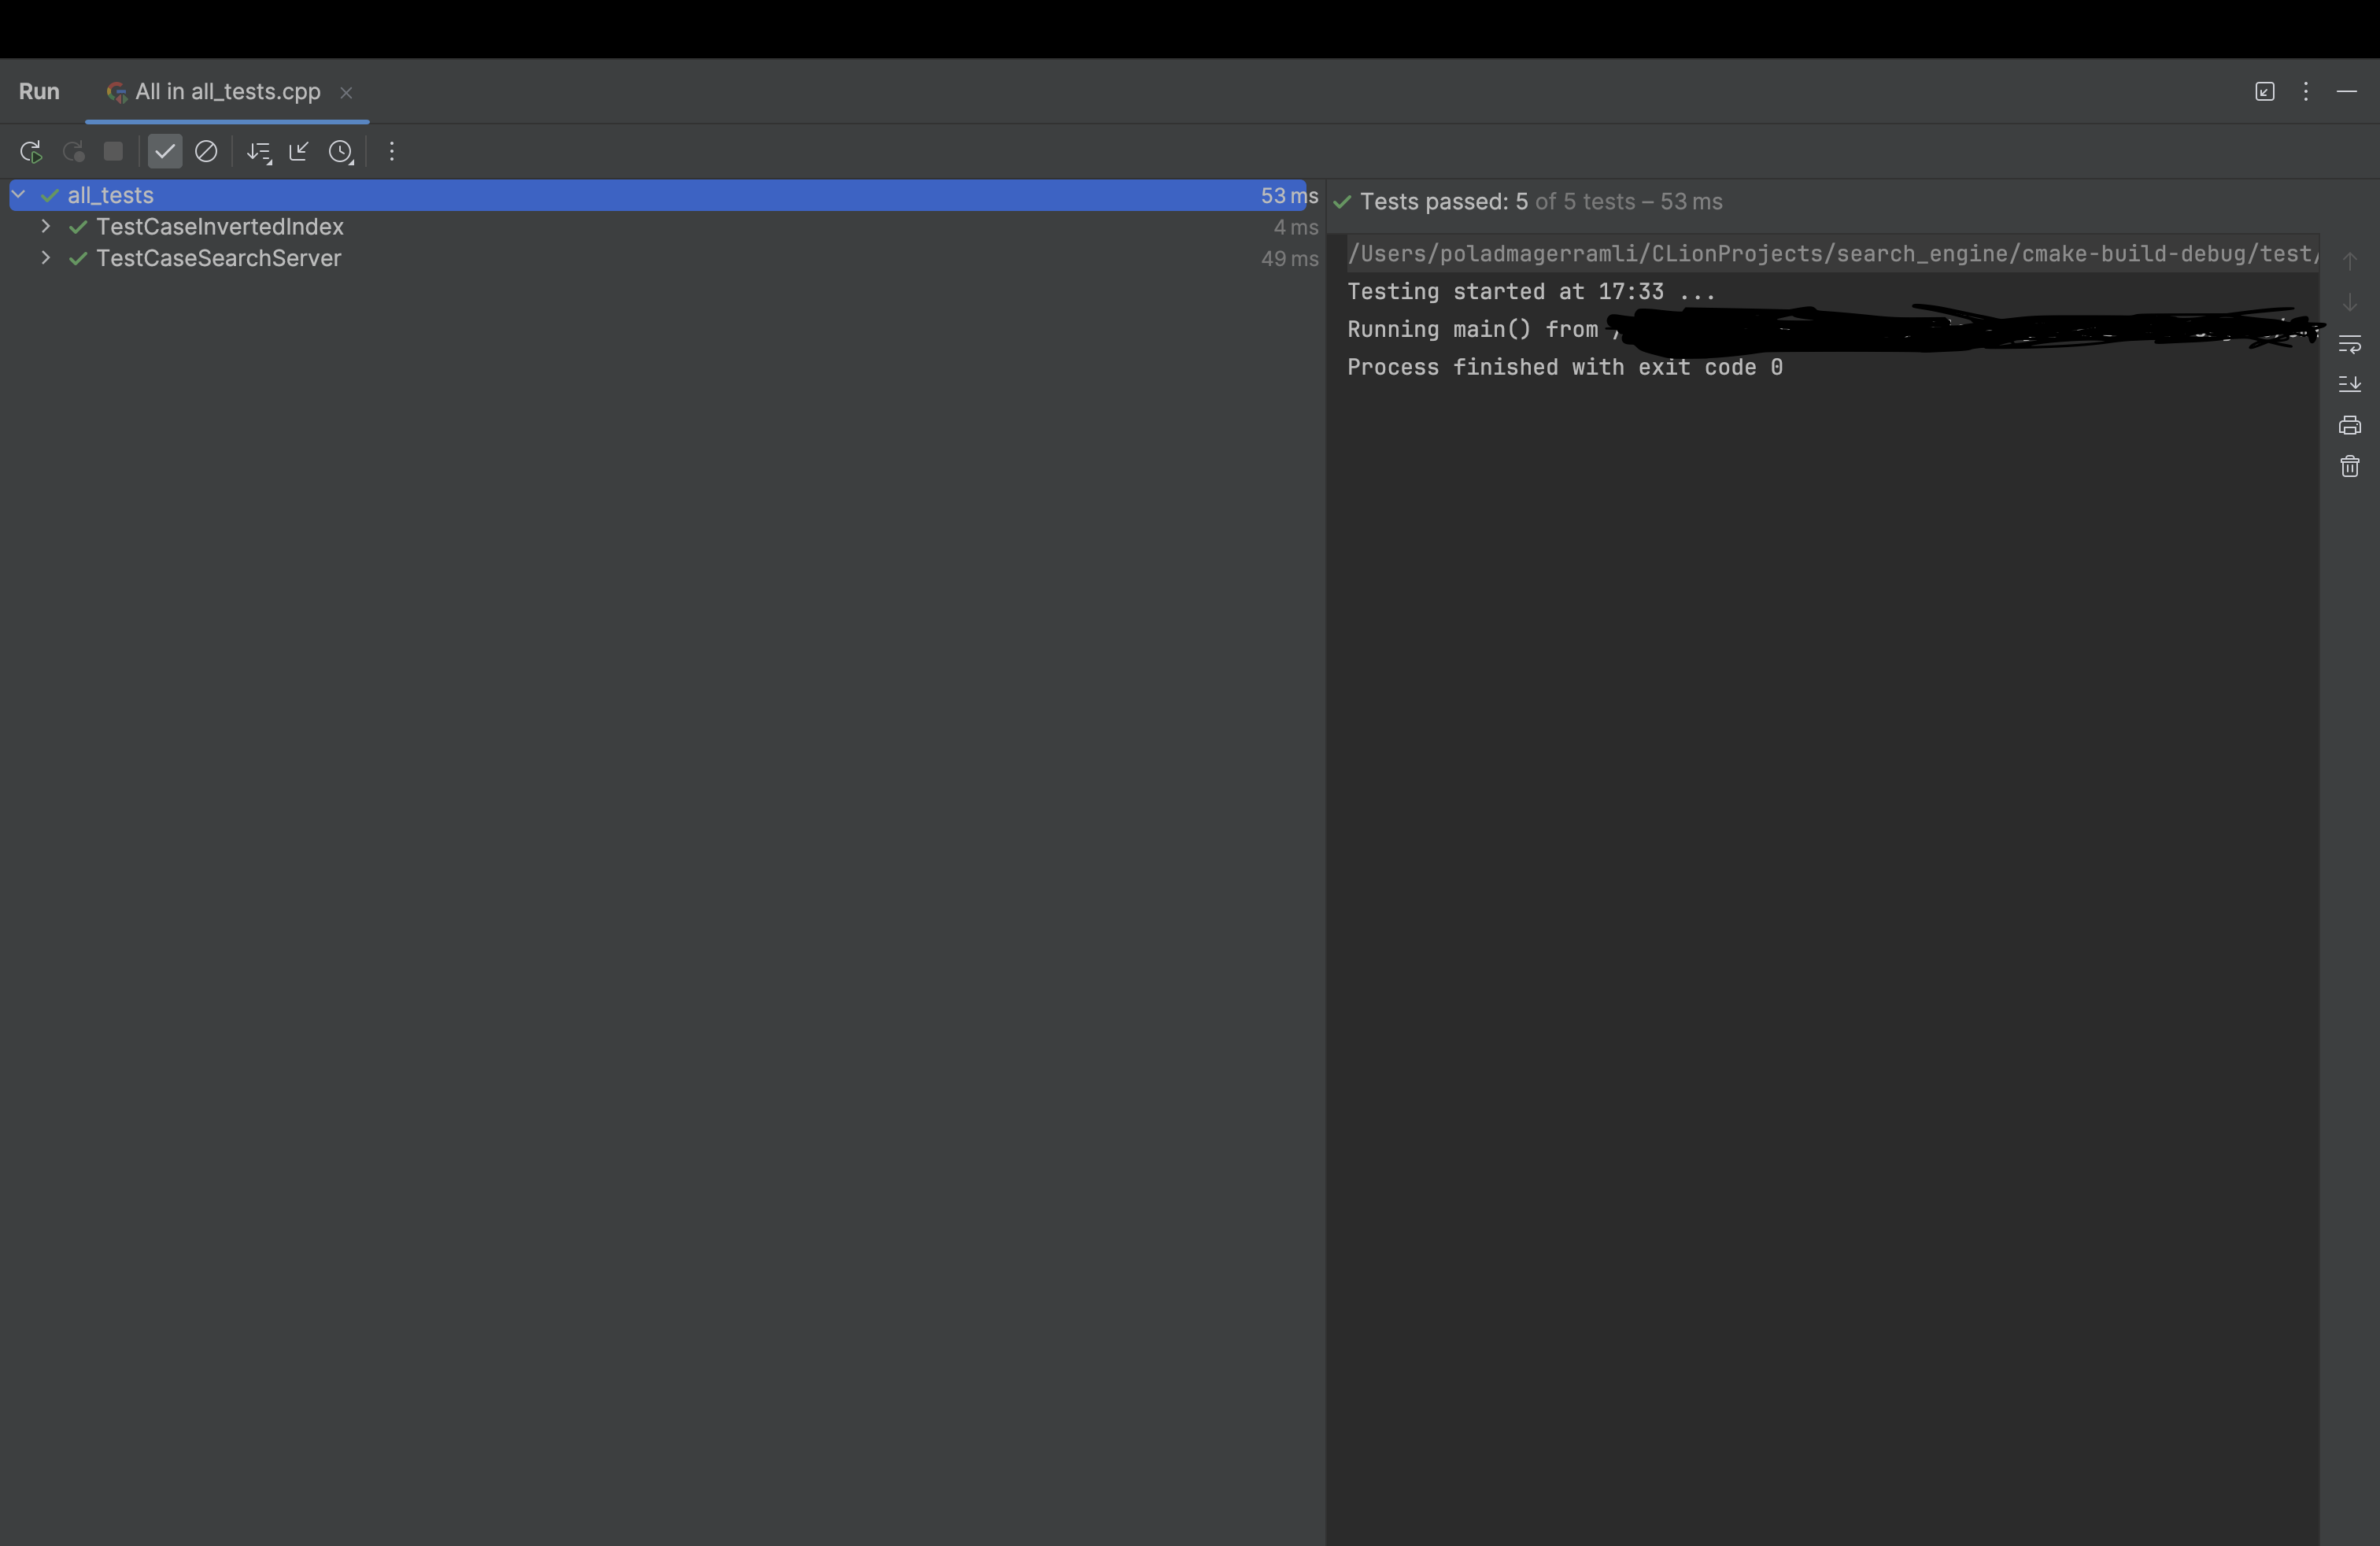 Run All in all_tests.cpp
all_tests 53 ms
TestCaseInvertedIndex 4 ms
TestCaseSearchServer 49 ms
Tests passed: 5 of 5 tests – 53 ms
/Users/poladmagerramli/CLionProjects/search_engine/cmake-build-debug/test/
Testing started at 17:33 ...
Running main() from
Process finished with exit code 0